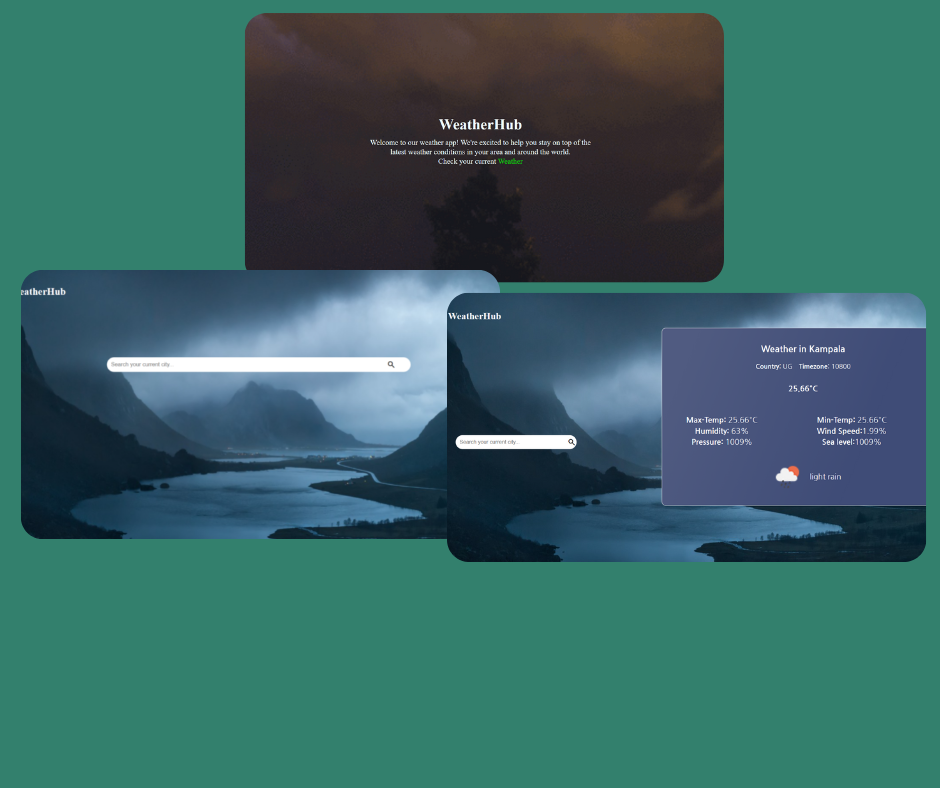 WeatherHub
Welcome to our weather app! We're excited to help you stay on top of the
latest weather conditions in your area and around the world.
Check your current Weather
eatherHub
Search your current city...
WeatherHub
Search your current city...
Weather in Kampala
Country: UG Timezone: 10800
25.66°C
Max-Temp: 25.66°C
Humidity: 63%
Pressure: 1009%
Min-Temp: 25.66°C
Wind Speed:1.99%
Sea level:1009%
light rain